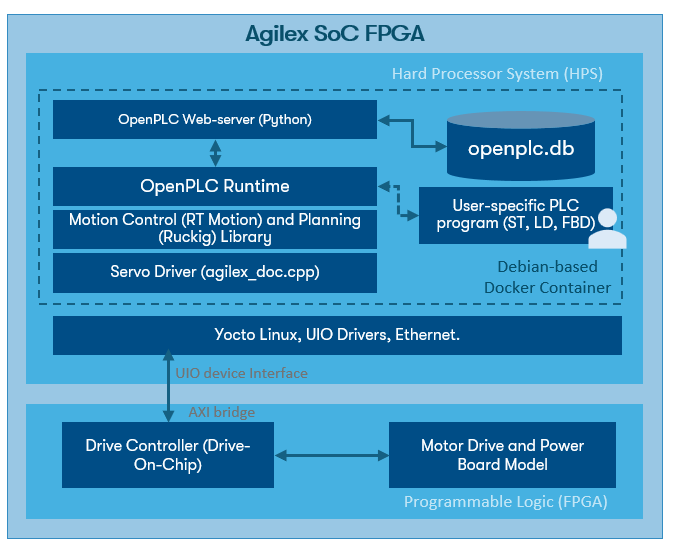 Agilex SoC FPGA
Hard Processor System (HPS)
OpenPLC Web-server (Python)
openplc.db
OpenPLC Runtime
User-specific PLC
program (ST, LD, FBD)
Motion Control (RT Motion) and Planning
(Ruckig) Library
Servo Driver (agilex_doc.cpp)
Debian-based
Docker Container
Yocto Linux, UIO Drivers, Ethernet.
UIO device Interface
AXI bridge
Drive Controller (Drive-
On-Chip)
Motor Drive and Power
Board Model
Programmable Logic (FPGA)